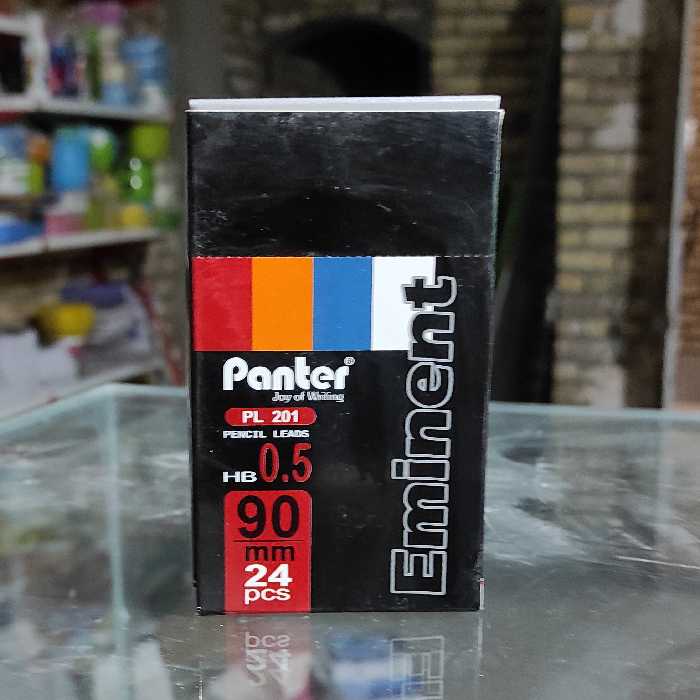 Panter®
Joy of Writing
PL 201
PENCIL LEADS
HB 0.5
90
mm
24
pcs
Eminent